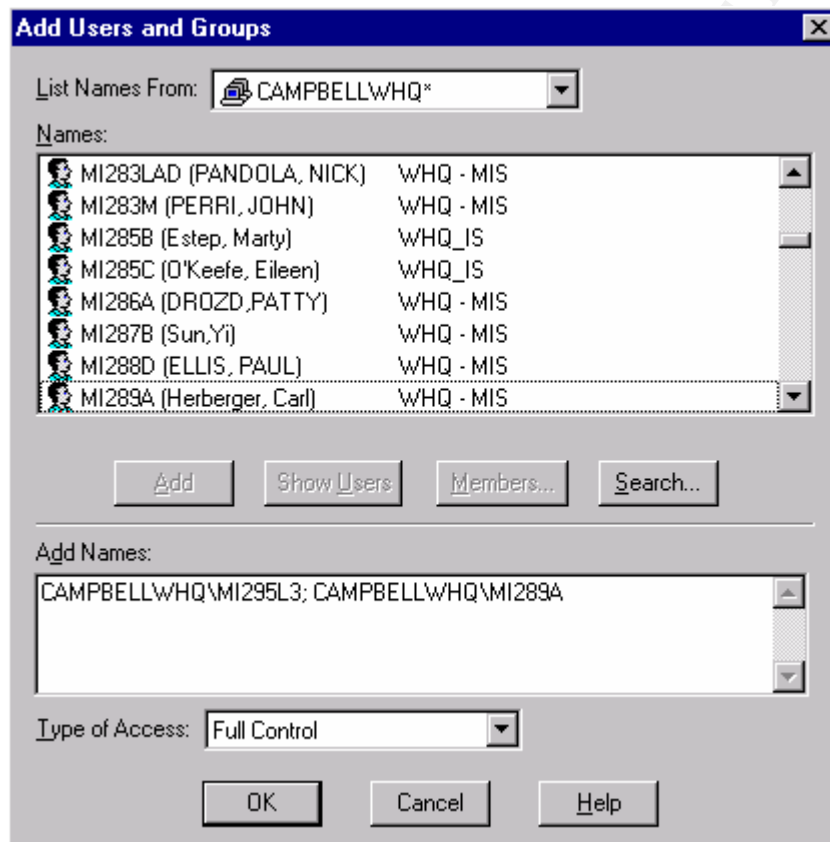 Add Users and Groups
List Names From: CAMPBELLWHQ*
Names:
MI283LAD (PANDOLA, NICK) WHQ - MIS
MI283M (PERRI, JOHN) WHQ - MIS
MI285B (Estep, Marty) WHQ_IS
MI285C (O'Keefe, Eileen) WHQ_IS
MI286A (DROZD,PATTY) WHQ - MIS
MI287B (Sun,Yi) WHQ - MIS
MI288D (ELLIS, PAUL) WHQ - MIS
MI289A (Herberger, Carl) WHQ - MIS
Add Show Users Members... Search...
Add Names:
CAMPBELLWHQ\MI295L3; CAMPBELLWHQ\MI289A
Type of Access: Full Control
OK Cancel Help